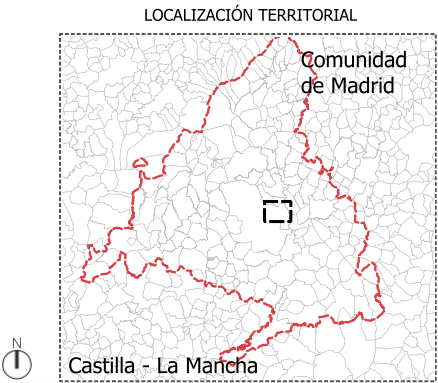 LOCALIZACIÓN TERRITORIAL
Comunidad
de Madrid
N
Castilla - La Mancha